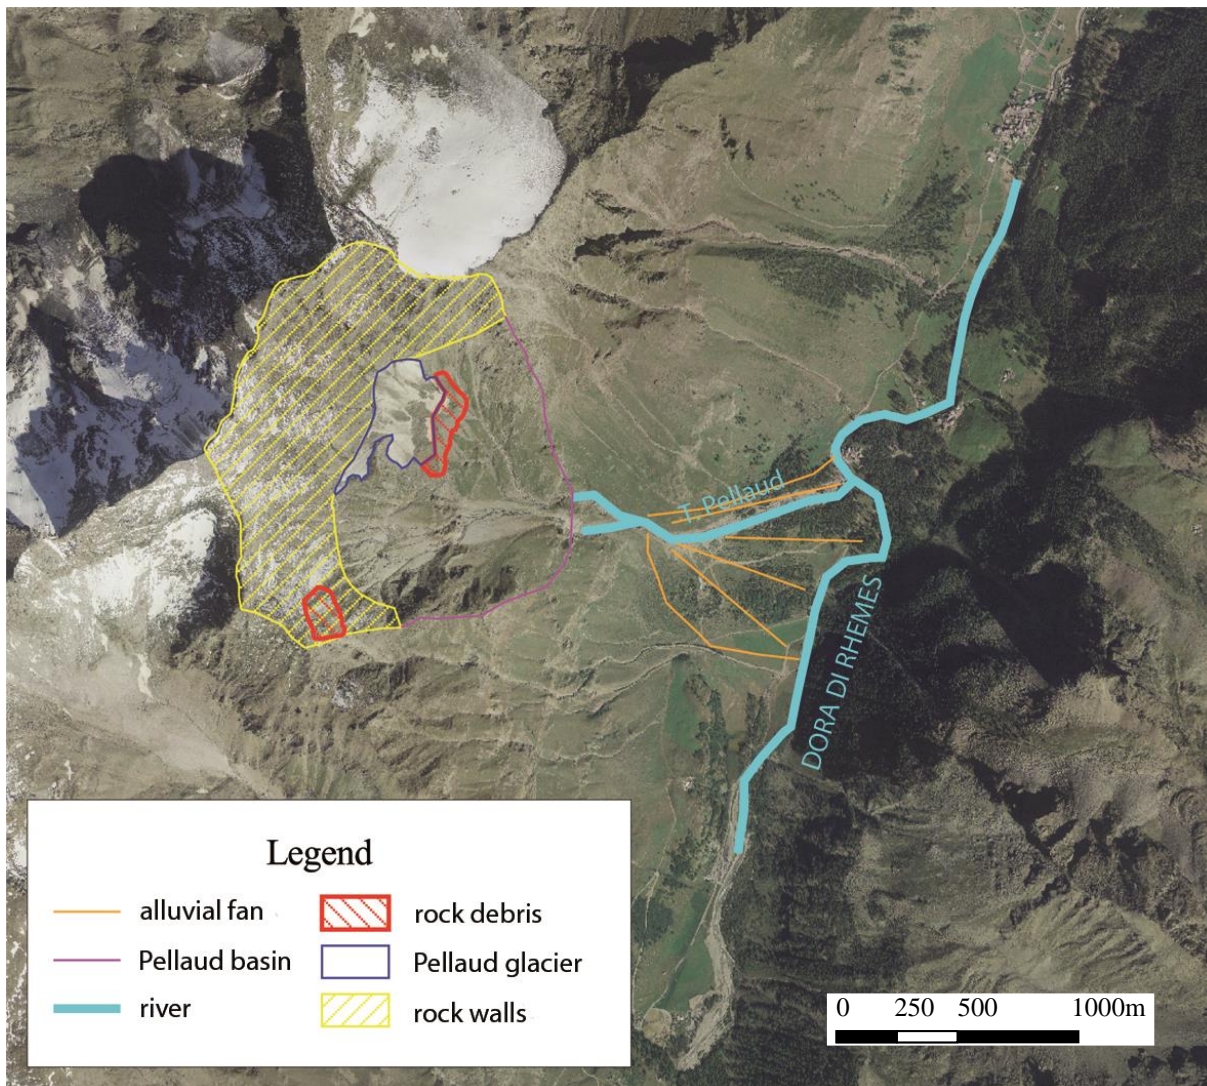 T. Pellaud
DORA DI RHEMES
Legend
alluvial fan
rock debris
Pellaud basin
Pellaud glacier
river
rock walls
0 250 500 1000m